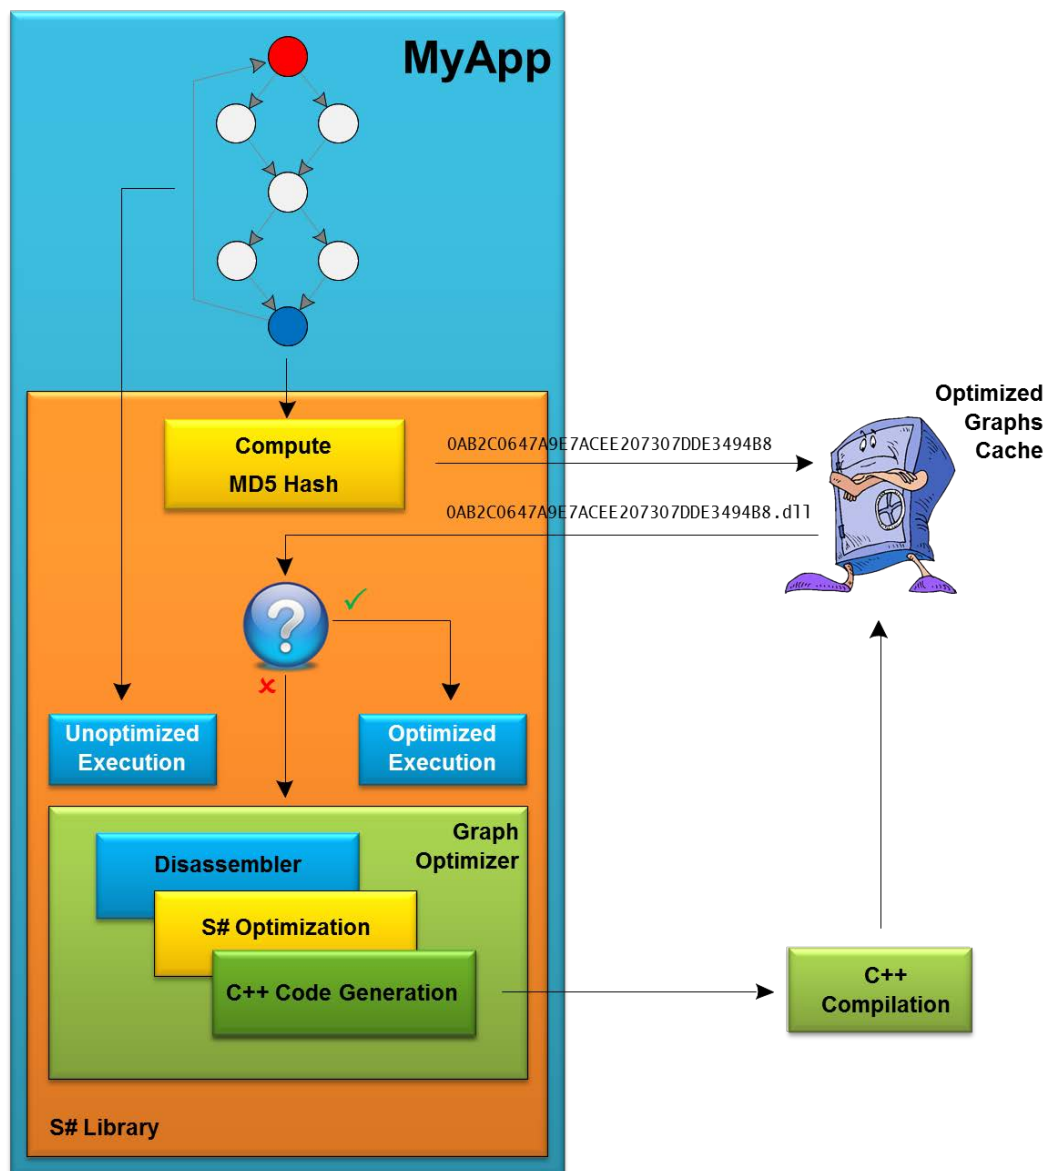 MyApp
Optimized
Graphs
Cache
Compute
MD5 Hash
0AB2C0647A9E7ACEE207307DDE3494B8
0AB2C0647A9E7ACEE207307DDE3494B8.dll
?
Unoptimized
Execution
Optimized
Execution
Graph
Optimizer
Disassembler
S# Optimization
C++ Code Generation
C++
Compilation
S# Library